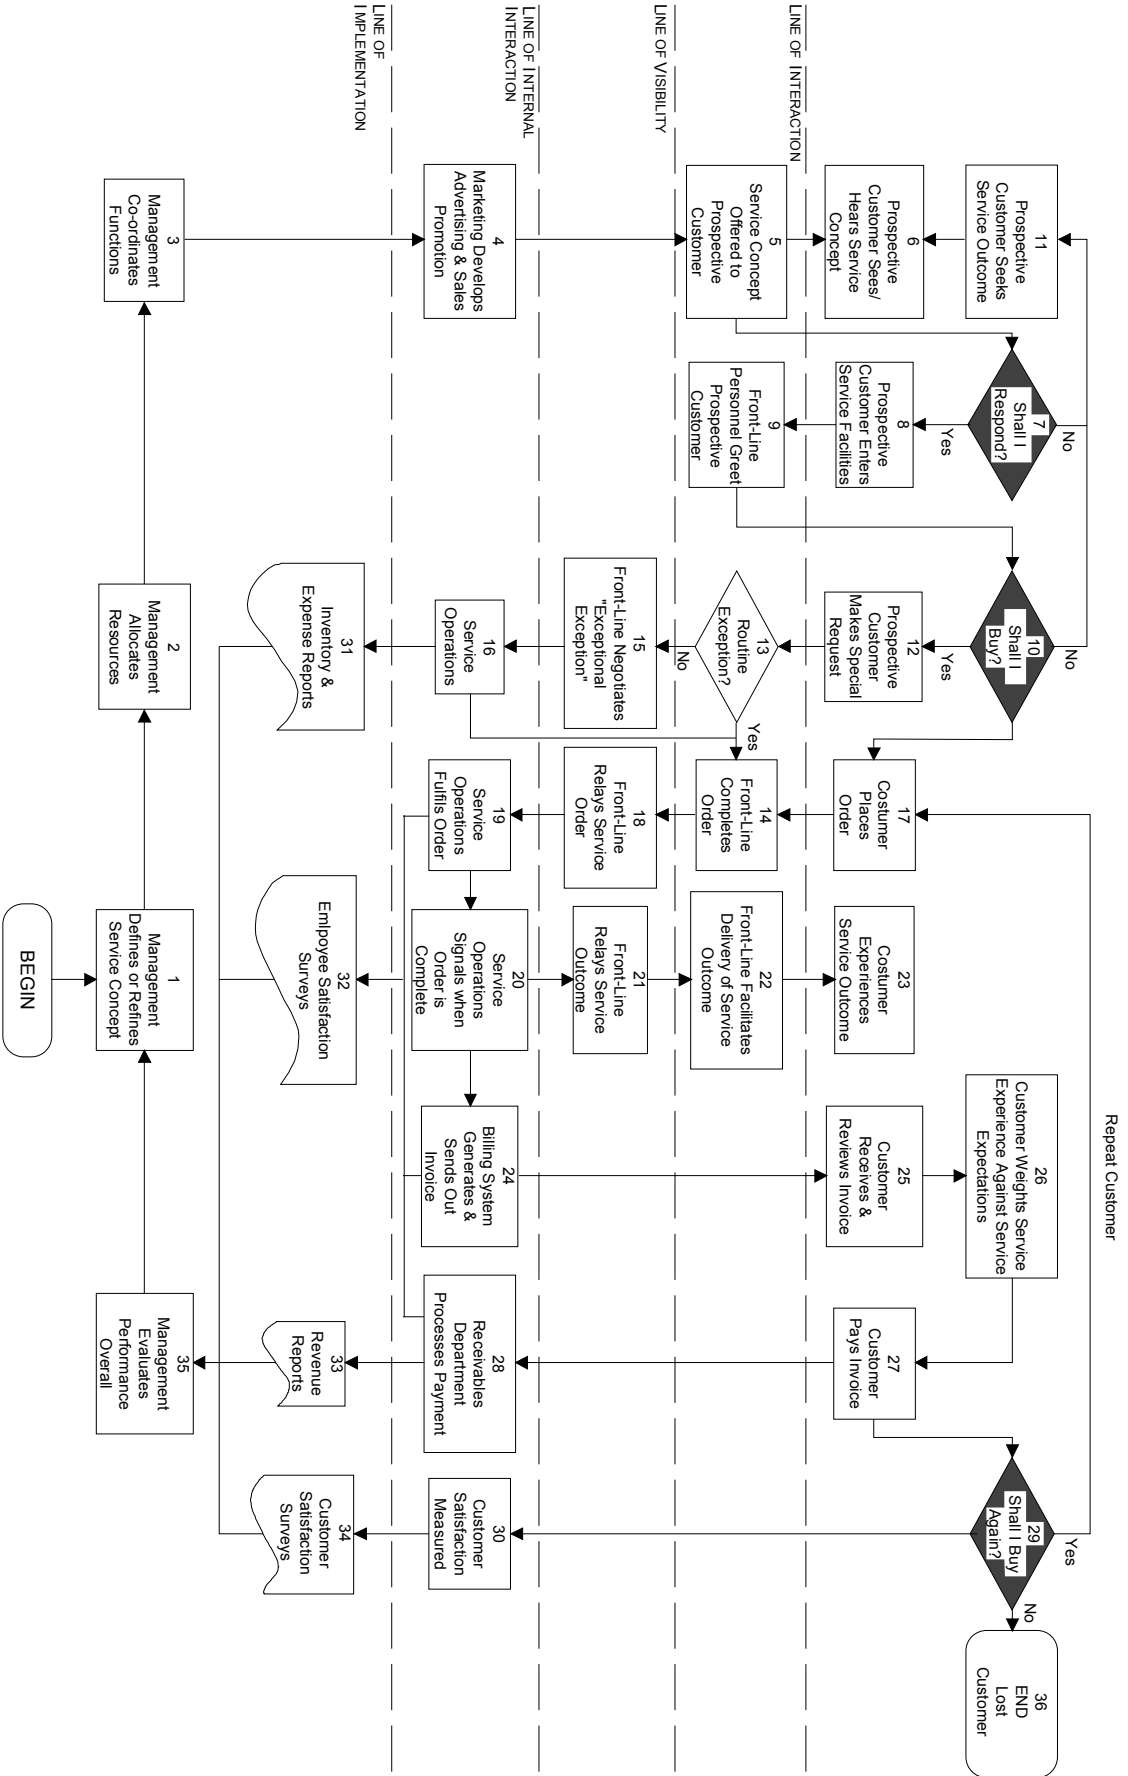 Repeat Customer
11
Prospective
Customer Seeks
Service Outcome
7
Shall I
Respond?
No
Yes
10
Shall I
Buy?
No
Yes
26
Customer Weights Service
Experience Against Service
Expectations
29
Shall I Buy
Again?
Yes
No
36
END
Lost
Customer
6
Prospective
Customer Sees/
Hears Service
Concept
8
Prospective
Customer Enters
Service Facilities
12
Prospective
Customer
Makes Special
Request
17
Costumer
Places
Order
23
Costumer
Experiences
Service Outcome
25
Customer
Receives &
Reviews Invoice
27
Customer
Pays Invoice
LINE OF INTERACTION
5
Service Concept
Offered to
Prospective
Customer
9
Front-Line
Personnel Greet
Prospective
Customer
13
Routine
Exception?
Yes
No
14
Front-Line
Completes
Order
22
Front-Line Facilitates
Delivery of Service
Outcome
LINE OF VISIBILITY
15
Front-Line Negotiates
"Exceptional
Exception"
18
Front-Line
Relays Service
Order
21
Front-Line
Relays Service
Outcome
LINE OF INTERNAL
INTERACTION
4
Marketing Develops
Advertising & Sales
Promotion
16
Service
Operations
19
Service
Operations
Fulfils Order
20
Service
Operations
Signals when
Order is
Complete
24
Billing System
Generates &
Sends Out
Invoice
28
Receivables
Department
Processes Payment
30
Customer
Satisfaction
Measured
LINE OF
IMPLEMENTATION
31
Inventory &
Expense Reports
32
Emlpoyee Satisfaction
Surveys
33
Revenue
Reports
34
Customer
Satisfaction
Surveys
3
Management
Co-ordinates
Functions
2
Management
Allocates
Resources
1
Management
Defines or Refines
Service Concept
35
Management
Evaluates
Performance
Overall
BEGIN